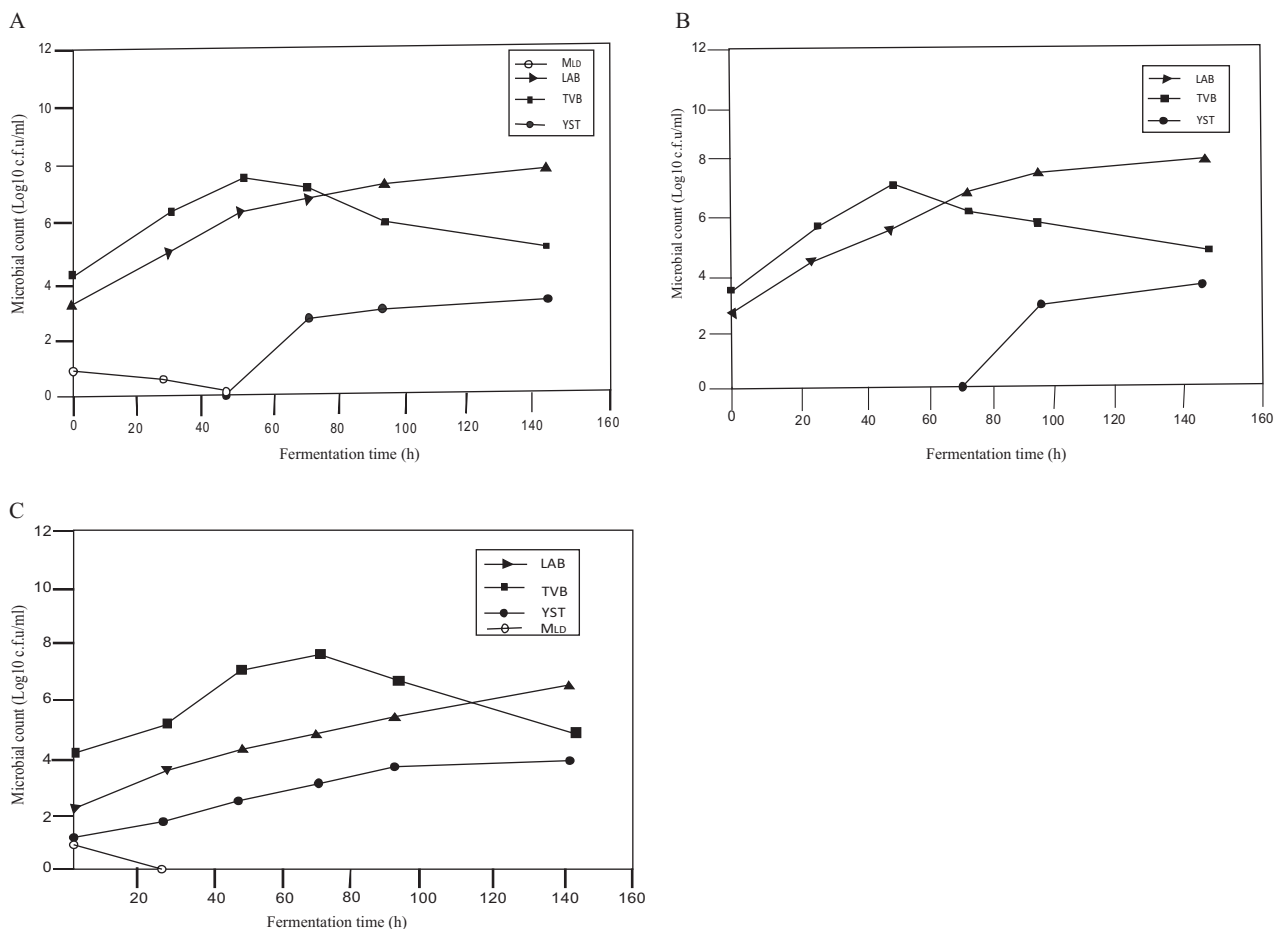 A
Microbial count (Log10 c.f.u/ml)
12
10
8
6
4
2
0
MLD
LAB
TVB
YST
0 20 40 60 80 100 120 140 160
Fermentation time (h)
B
Microbial count (Log10 c.f.u/ml)
12
10
8
6
4
2
0
LAB
TVB
YST
0 20 40 60 80 100 120 140 160
Fermentation time (h)
C
Microbial count (Log10 c.f.u/ml)
12
10
8
6
4
2
0
LAB
TVB
YST
MLD
20 40 60 80 100 120 140 160
Fermentation time (h)